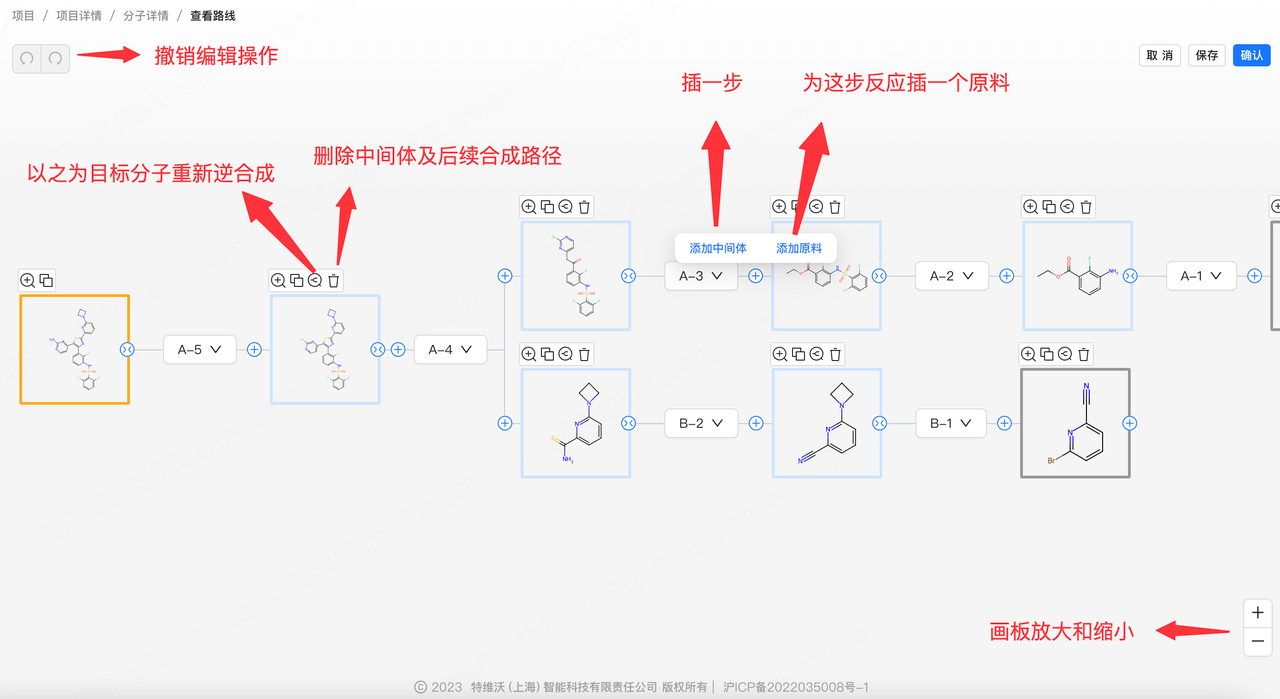 项目 / 项目详情 / 分子详情 / 查看路线
撤销编辑操作
取 消
保存
确认
插一步
为这步反应插一个原料
以之为目标分子重新逆合成
删除中间体及后续合成路径
添加中间体
添加原料
A-3
A-2
A-1
A-5
A-4
B-2
B-1
画板放大和缩小
© 2023 特维沃 (上海) 智能科技有限责任公司 版权所有 | 沪ICP备2022035008号-1